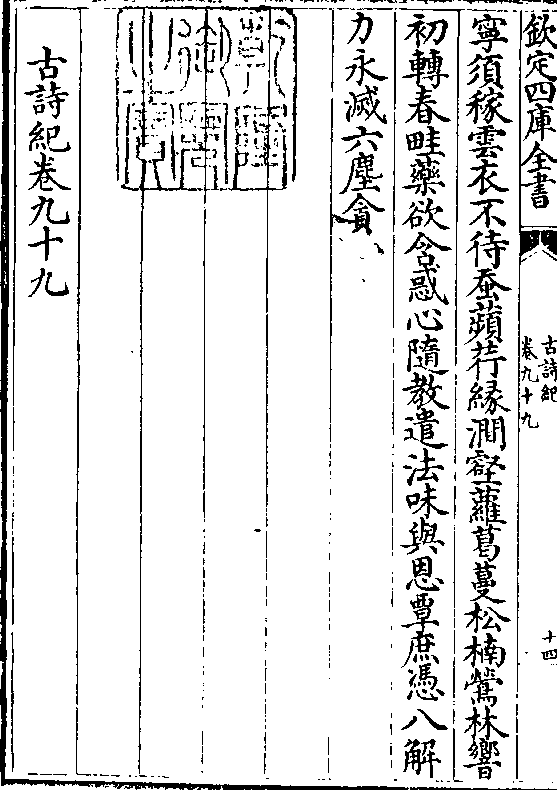 欽定四庫全書
古詩紀
卷九十九
十四
寧須稼雲衣不待蚕蘋荇緣澗壑蘿葛蔓松楠鶯林響
初轉春畦藥欲含惑心隨教遣法味與恩覃庶憑八解
力永滅六塵貪
古詩紀卷九十九